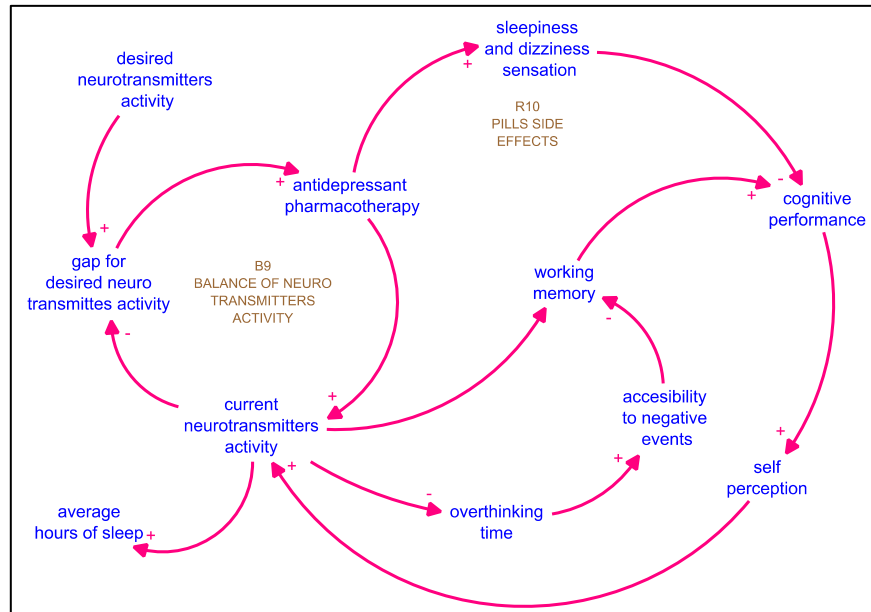 sleepiness
and dizziness
sensation
+
desired
neurotransmitters
activity
R10
PILLS SIDE
EFFECTS
+
antidepressant
pharmacotherapy
-
+
cognitive
performance
+
gap for
desired neuro
transmittes activity
-
B9
BALANCE OF NEURO
TRANSMITTERS
ACTIVITY
working
memory
-
+
current
neurotransmitters
activity
+
accesibility
to negative
events
+
+
self
perception
-
overthinking
time
average
hours of sleep
+